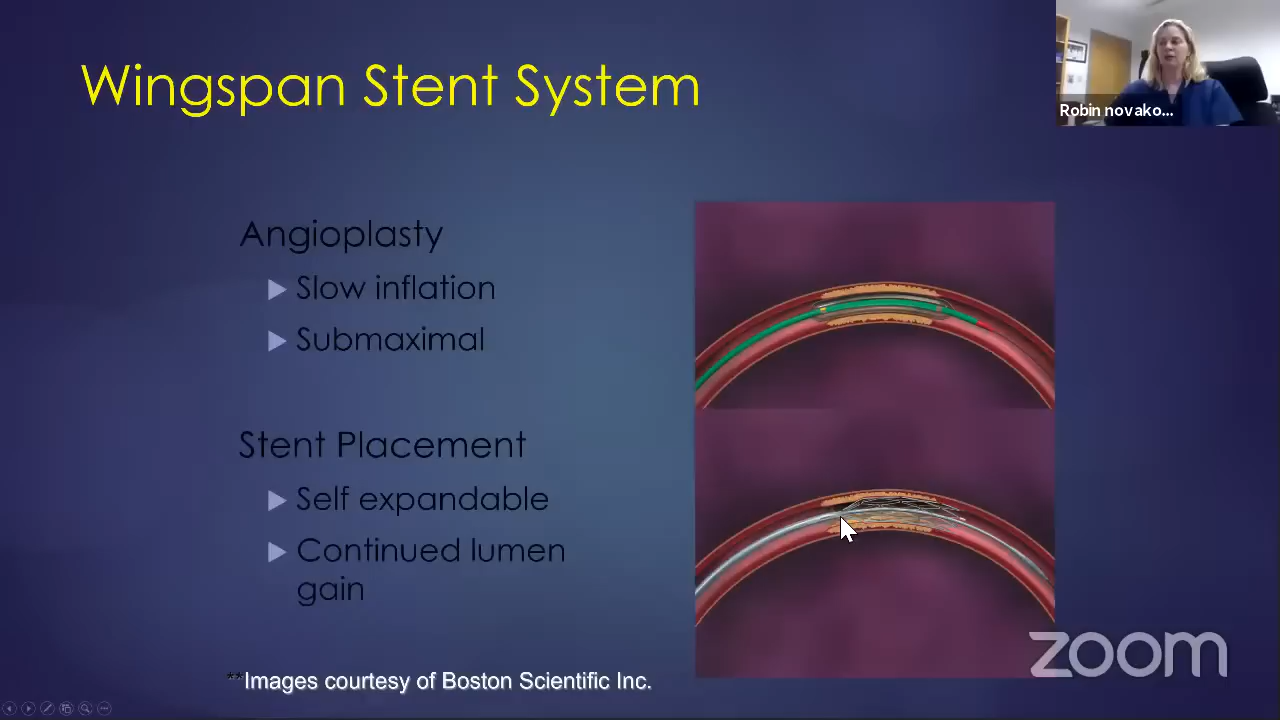 Wingspan Stent System
Robin novako...
Angioplasty
Slow inflation
Submaximal
Stent Placement
Self expandable
Continued lumen
gain
**Images courtesy of Boston Scientific Inc.
zoom